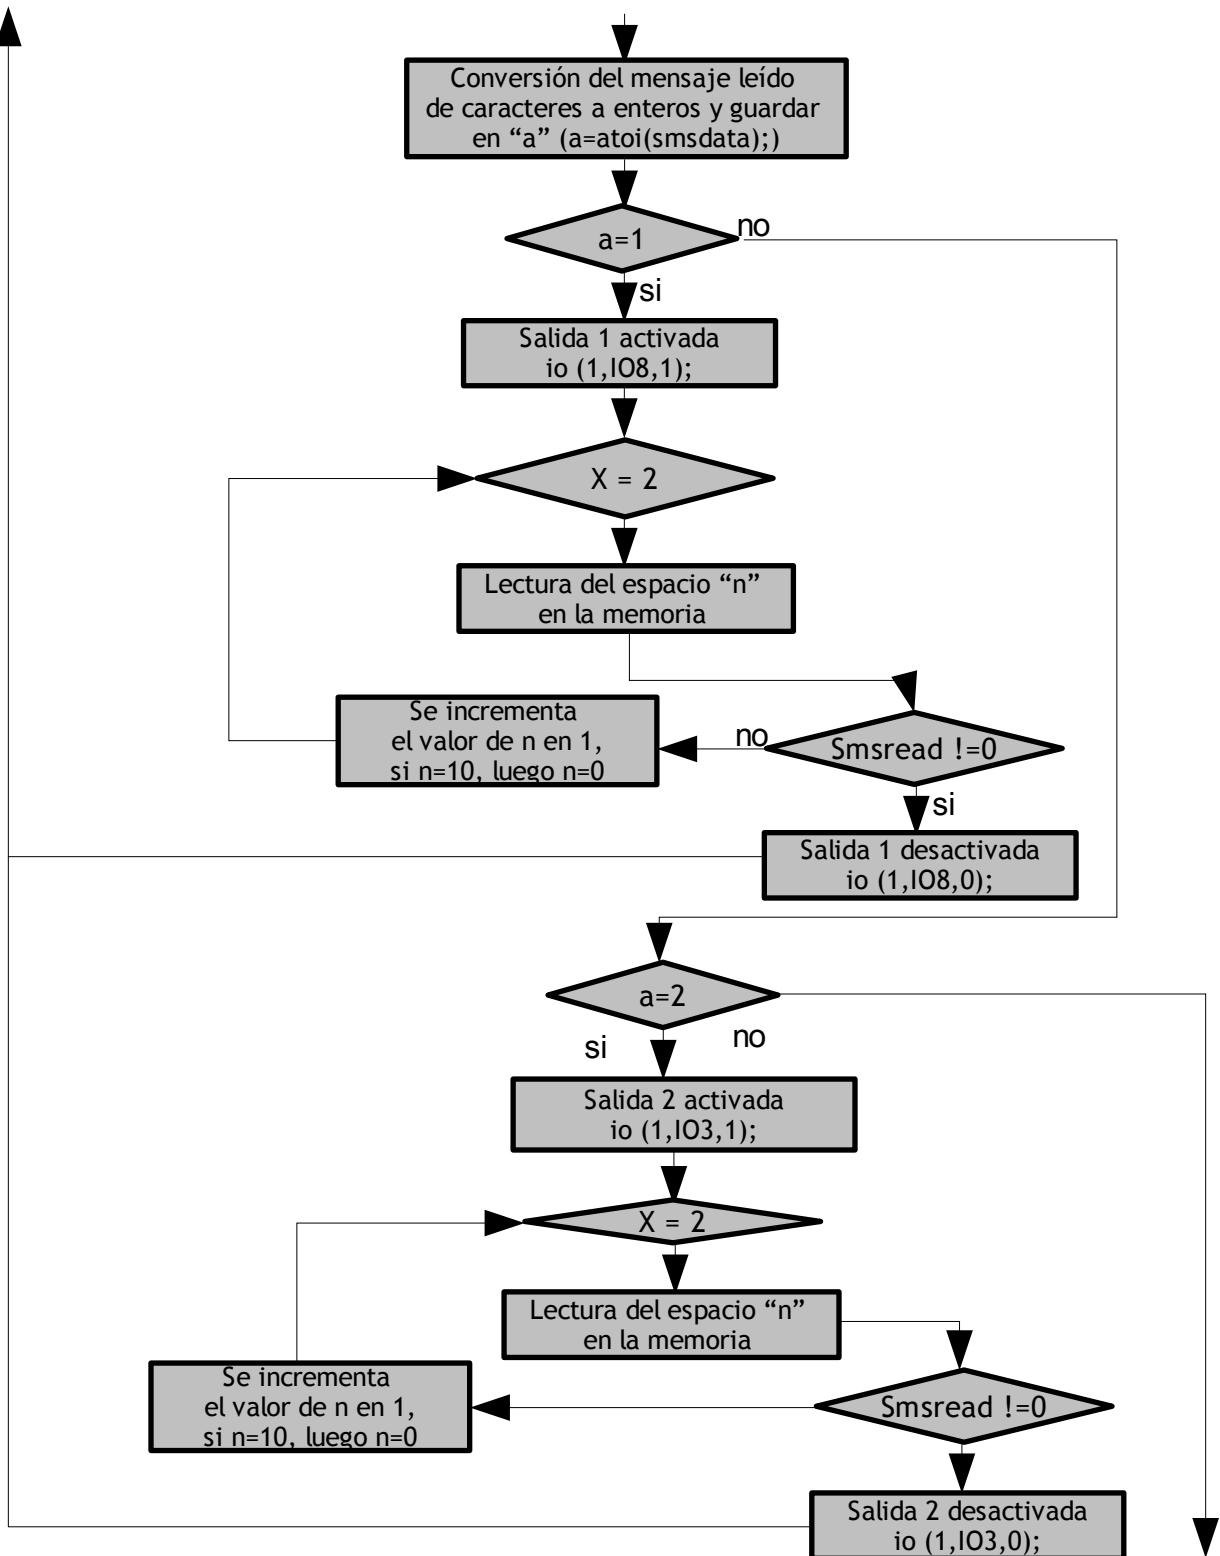 Conversión del mensaje leído
de caracteres a enteros y guardar
en “a” (a=atoi(smsdata);)
a=1
no
si
Salida 1 activada
io (1,IO8,1);
X = 2
Lectura del espacio “n”
en la memoria
Se incrementa
el valor de n en 1,
si n=10, luego n=0
no
Smsread !=0
si
Salida 1 desactivada
io (1,IO8,0);
a=2
si
no
Salida 2 activada
io (1,IO3,1);
X = 2
Lectura del espacio “n”
en la memoria
Se incrementa
el valor de n en 1,
si n=10, luego n=0
Smsread !=0
Salida 2 desactivada
io (1,IO3,0);